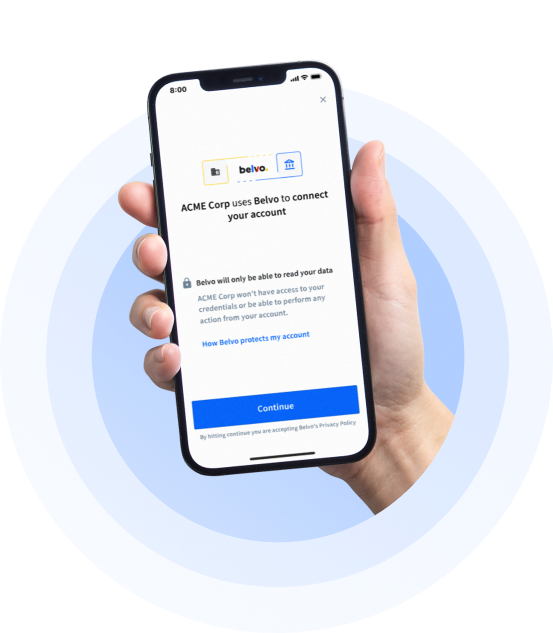 8:00
belvo.
ACME Corp uses Belvo to connect
your account
Belvo will only be able to read your data
ACME Corp won't have access to your
credentials or be able to perform any
action from your account.
How Belvo protects my account
Continue
By hitting continue you are accepting Belvo's Privacy Policy